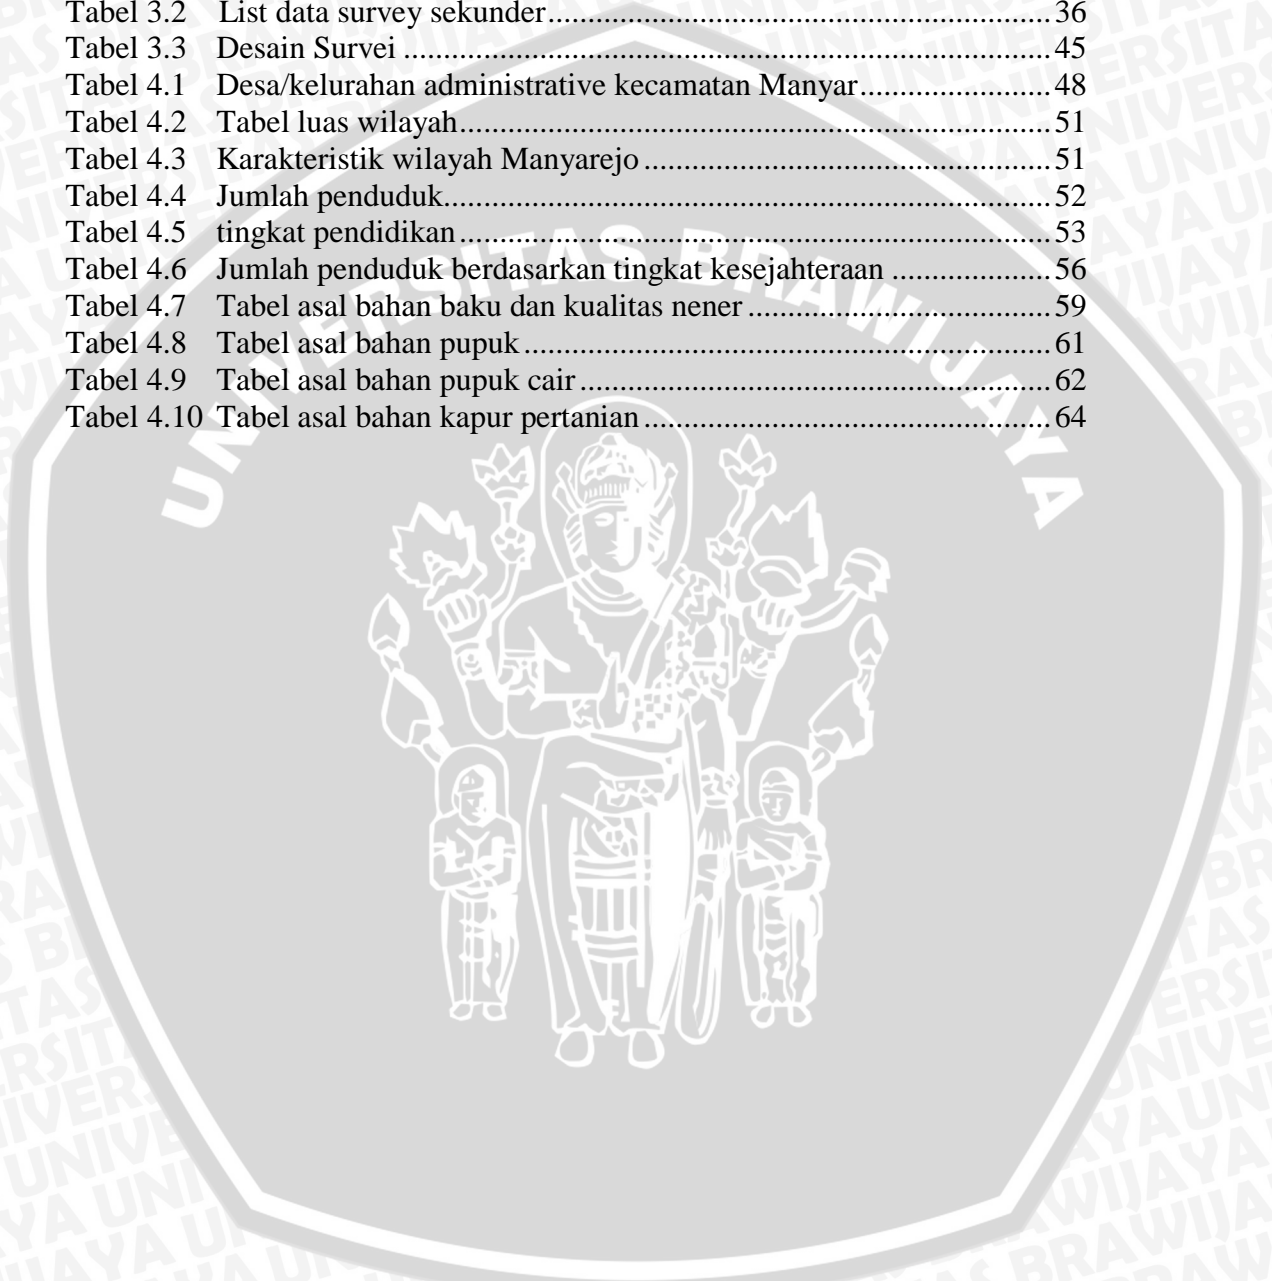 Tabel 3.2 List data survey sekunder................................................................36
Tabel 3.3 Desain Survei ..................................................................................45
Tabel 4.1 Desa/kelurahan administrative kecamatan Manyar........................48
Tabel 4.2 Tabel luas wilayah..........................................................................51
Tabel 4.3 Karakteristik wilayah Manyarejo ...................................................51
Tabel 4.4 Jumlah penduduk............................................................................52
Tabel 4.5 tingkat pendidikan ..........................................................................53
Tabel 4.6 Jumlah penduduk berdasarkan tingkat kesejahteraan ....................56
Tabel 4.7 Tabel asal bahan baku dan kualitas nener ......................................59
Tabel 4.8 Tabel asal bahan pupuk ..................................................................61
Tabel 4.9 Tabel asal bahan pupuk cair ...........................................................62
Tabel 4.10 Tabel asal bahan kapur pertanian ...................................................64
UNIVERSITAS BRAWIJAYA